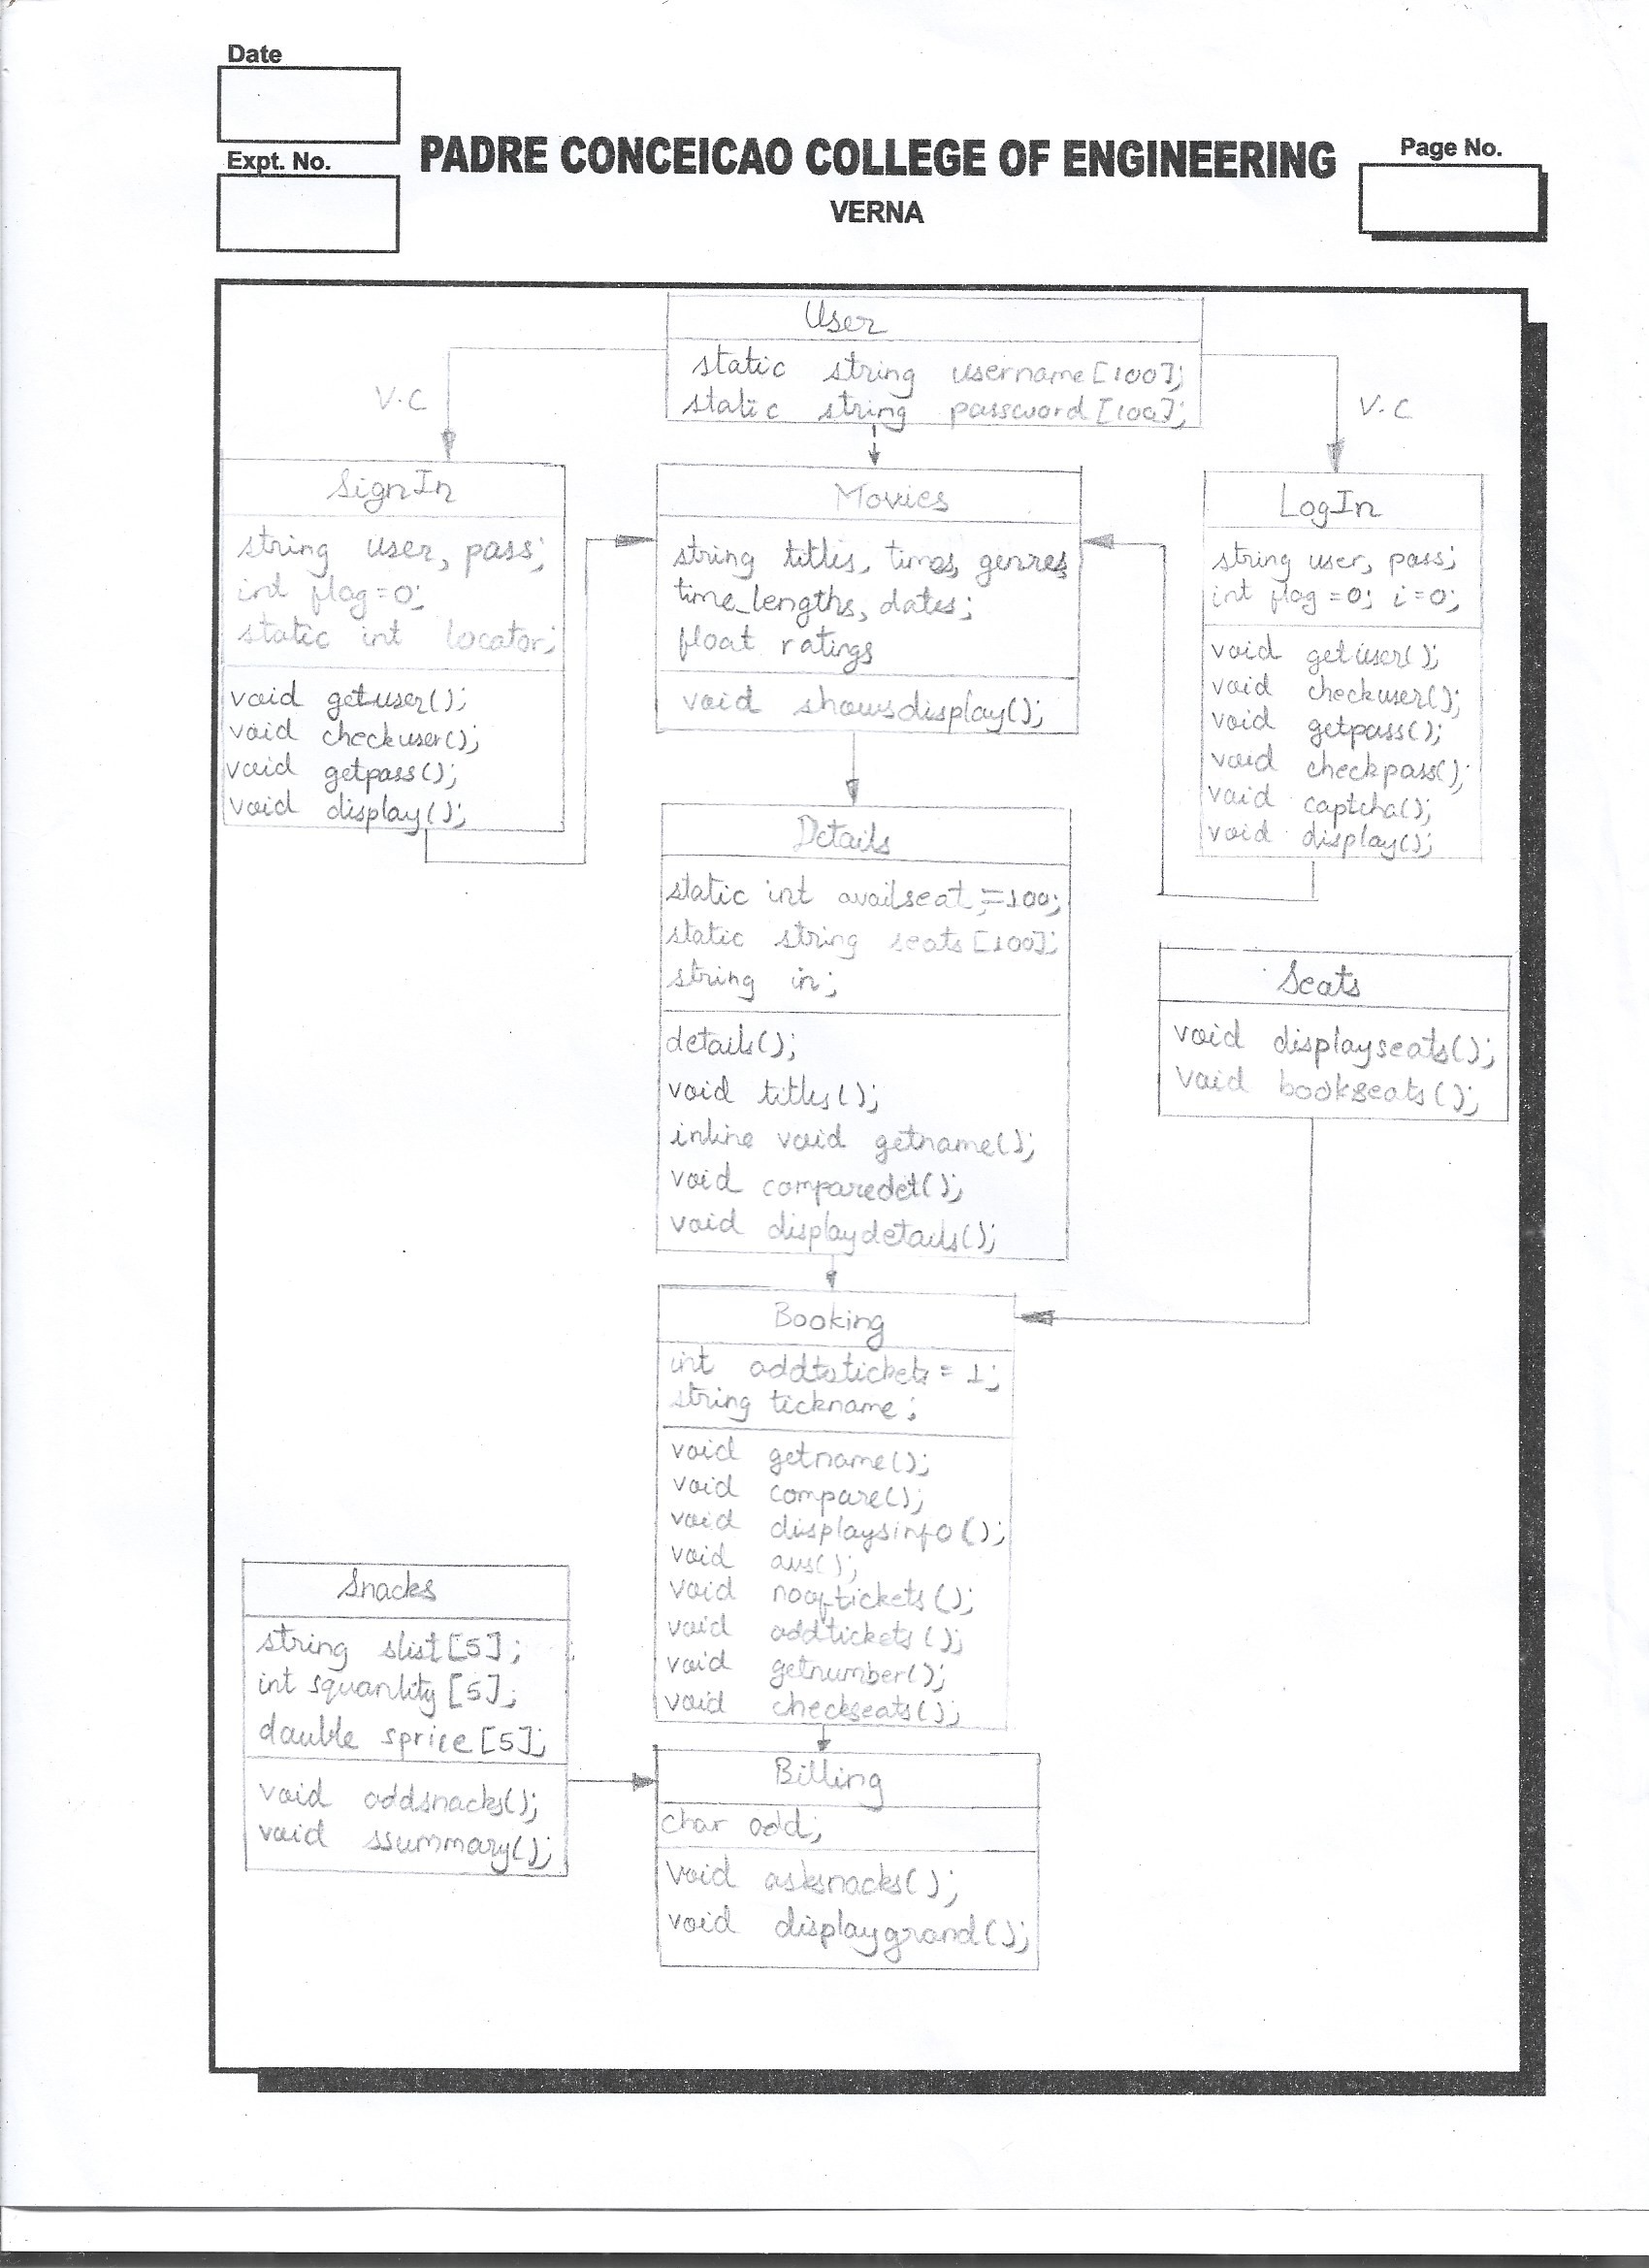 Date
Expt. No.
PADRE CONCEICAO COLLEGE OF ENGINEERING
VERNA
Page No.
User
static string username[100];
static string password[100];
V.C
V.C
SignIn
string user, pass;
int flag=0;
static int locator;
void getuser();
void checkuser();
void getpass();
void display();
Movies
string titles, times, genres
time_lengths, dates;
float ratings
void showsdisplay();
LogIn
string user, pass;
int flag=0; i=0;
void getuser();
void checkuser();
void getpass();
void checkpass();
void captcha();
void display();
Details
static int availseat =100;
static string seats[100];
string in;
details();
void titles();
inline void getname();
void comparedet();
void displaydetails();
Seats
void displayseats();
void bookseats();
Booking
int addtotickets=1;
string tickname;
void getname();
void compare();
void displaysinfo();
void
void nooftickets();
void addtickets();
void getnumber();
void checkseats();
Snacks
string slist[5];
int squantity[5];
double sprice[5];
void addsnacks();
void ssummary();
Billing
char add;
void asksnacks();
void displaygrand();